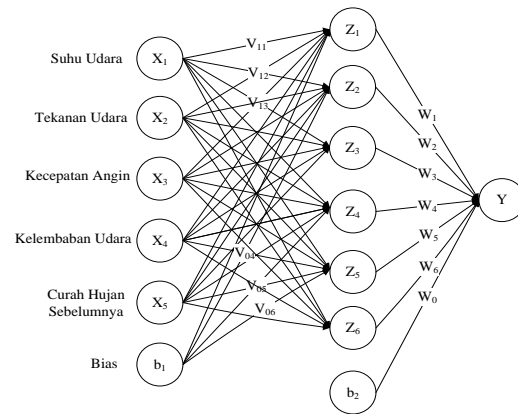 Suhu Udara
X₁
Tekanan Udara
X₂
Kecepatan Angin
X₃
Kelembaban Udara
X₄
Curah Hujan
Sebelumnya
X₅
Bias
b₁
V₁₁
V₁₂
V₁₃
V₀₄
V₀₅
V₀₆
Z₁
Z₂
Z₃
Z₄
Z₅
Z₆
b₂
W₁
W₂
W₃
W₄
W₅
W₆
W₀
Y